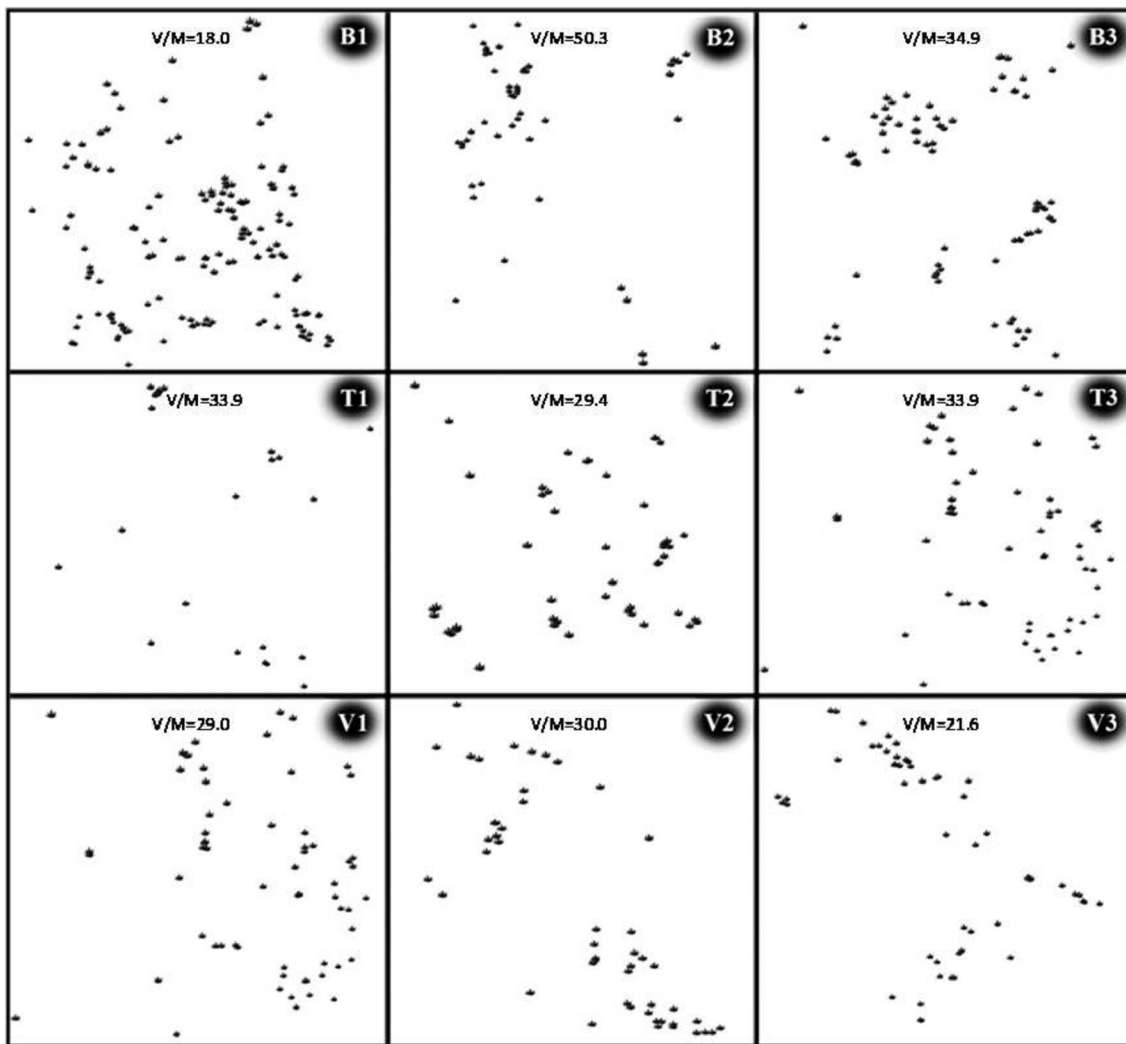 V/M=18.0 B1
V/M=50.3 B2
V/M=34.9 B3
V/M=33.9 T1
V/M=29.4 T2
V/M=33.9 T3
V/M=29.0 V1
V/M=30.0 V2
V/M=21.6 V3